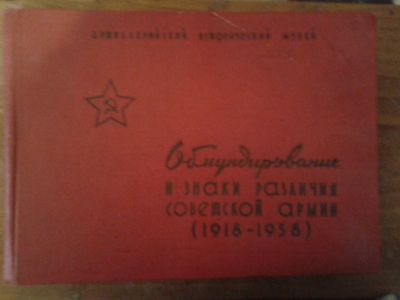 АРТИЛЛЕРИЙСКИЙ ИСТОРИЧЕСКИЙ МУЗЕЙ
Обмундирование
И ЗНАКИ РАЗЛИЧИЯ
СОВЕТСКОЙ АРМИИ
(1918-1958)